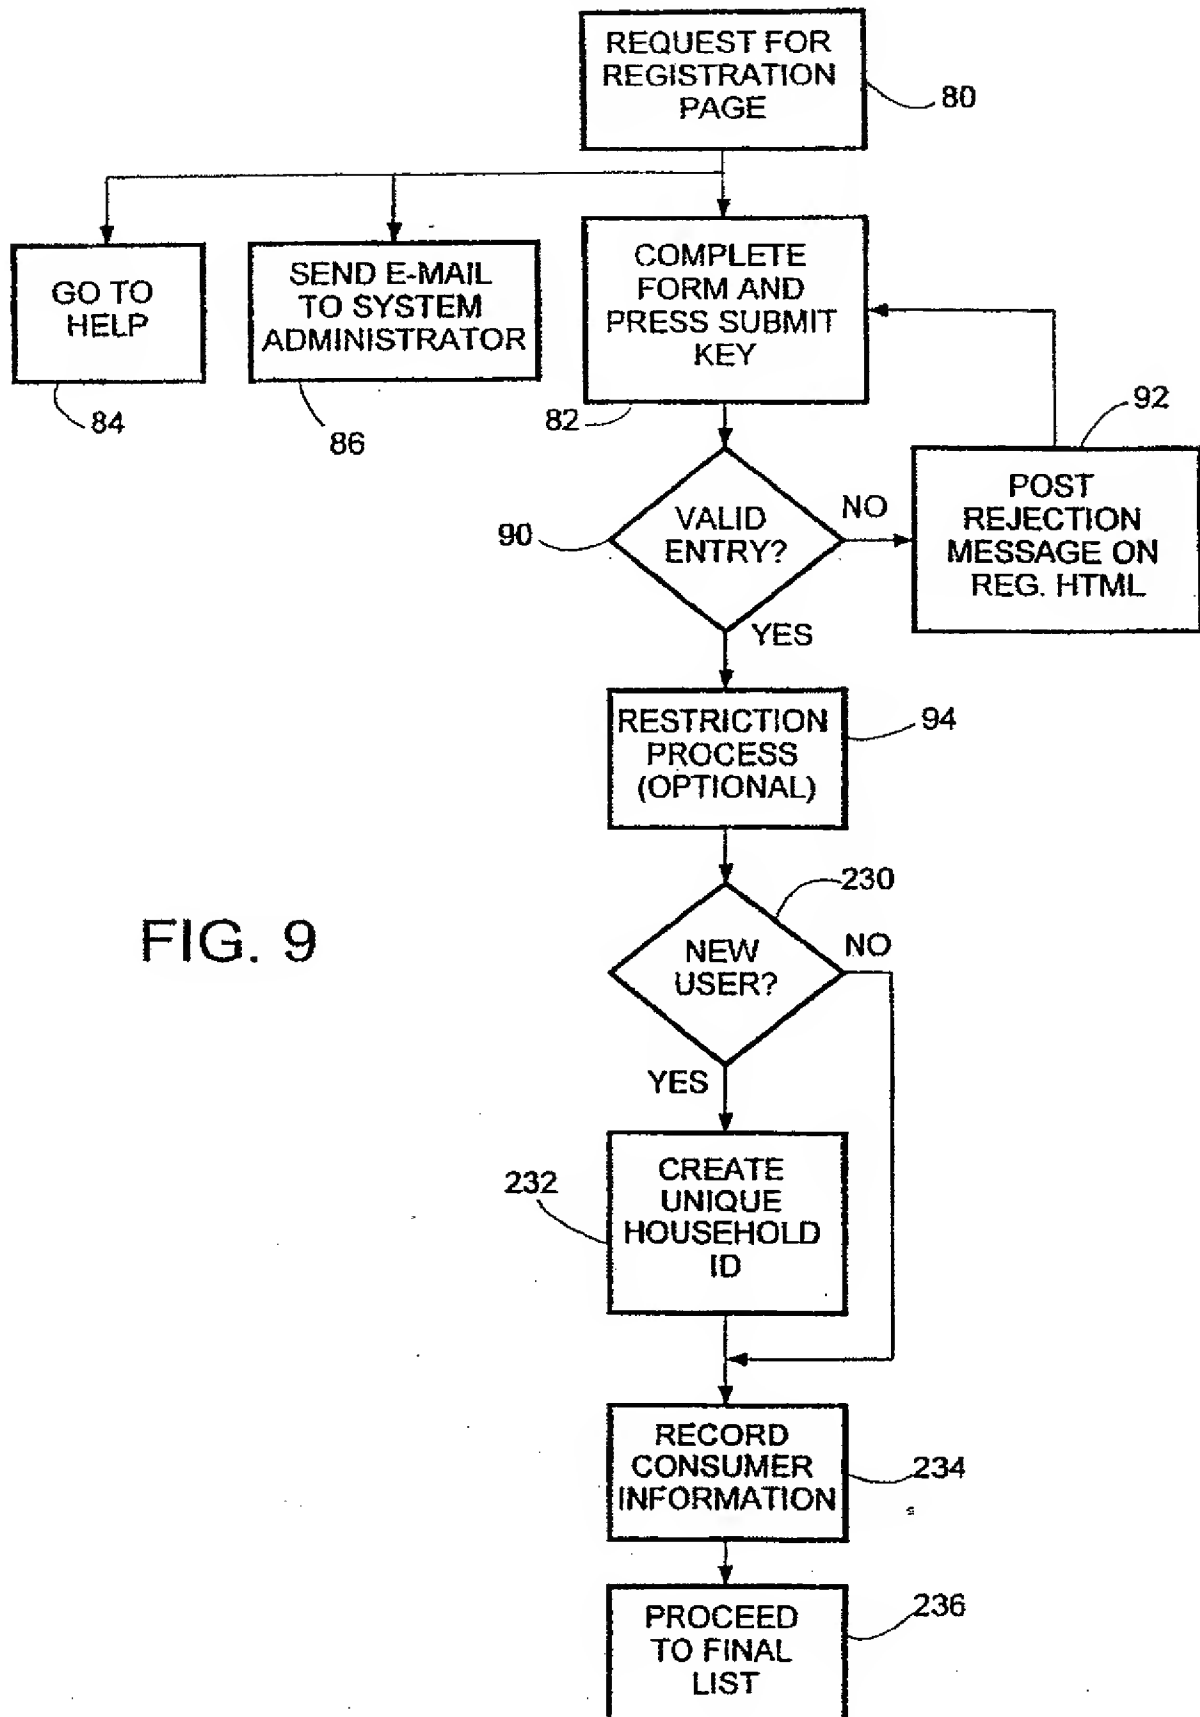 REQUEST FOR
REGISTRATION
PAGE
80
GO TO
HELP
84
SEND E-MAIL
TO SYSTEM
ADMINISTRATOR
86
COMPLETE
FORM AND
PRESS SUBMIT
KEY
82
92
POST
REJECTION
MESSAGE ON
REG. HTML
90
VALID
ENTRY?
NO
YES
RESTRICTION
PROCESS
(OPTIONAL)
94
230
FIG. 9
NEW
USER?
NO
YES
232
CREATE
UNIQUE
HOUSEHOLD
ID
RECORD
CONSUMER
INFORMATION
234
PROCEED
TO FINAL
LIST
236